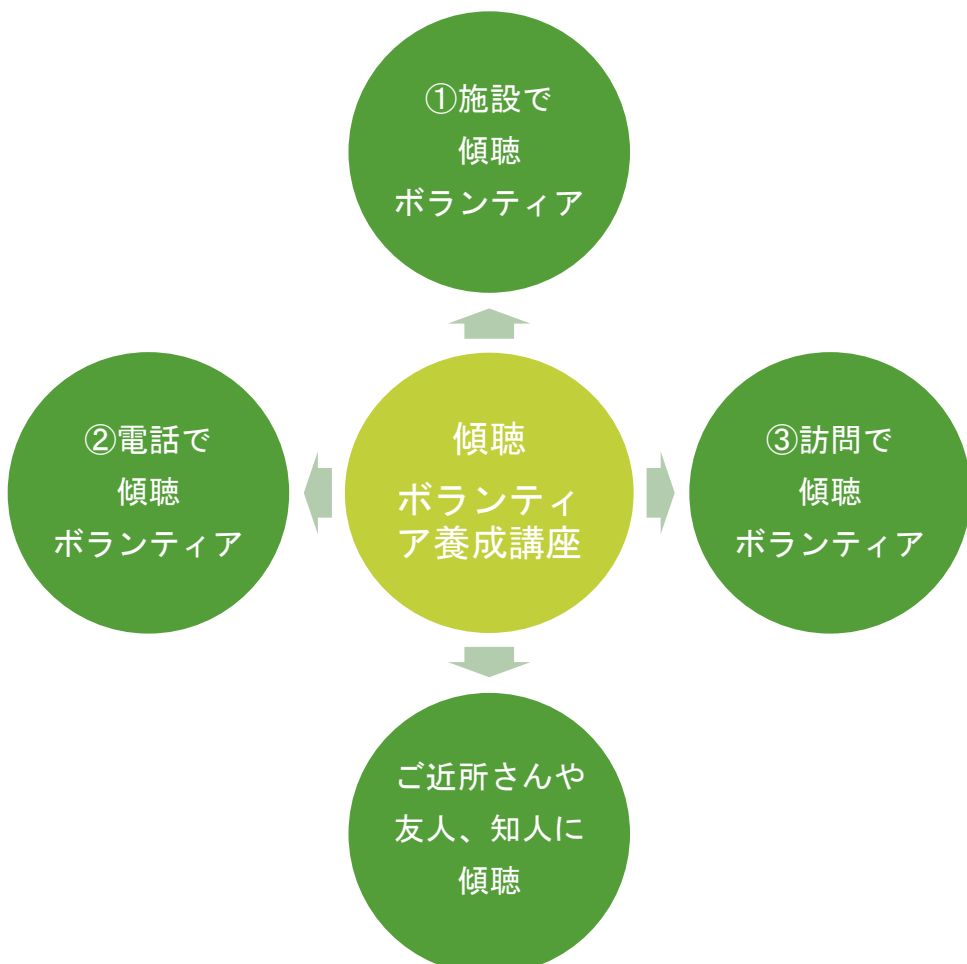 ①施設で
傾聴
ボランティア
②電話で
傾聴
ボランティア
傾聴
ボランティ
ア養成講座
③訪問で
傾聴
ボランティア
ご近所さんや
友人、知人に
傾聴